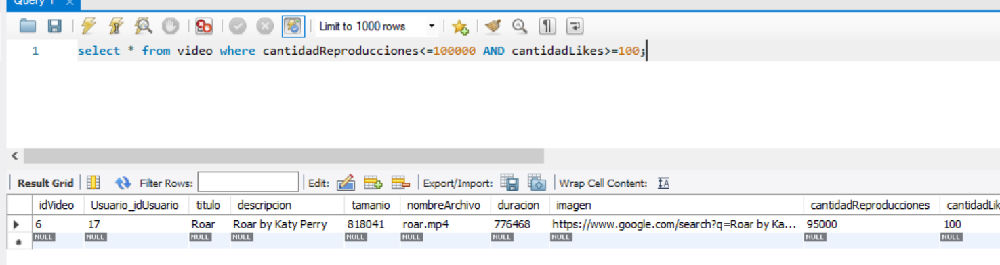 Query 1 ×
Limit to 1000 rows
1 select * from video where cantidadReproducciones<=100000 AND cantidadLikes>=100;
Result Grid Filter Rows: Edit: Export/Import: Wrap Cell Content: IA
idVideo Usuario_idUsuario titulo descripcion tamanio nombreArchivo duracion imagen cantidadReproducciones cantidadLik
6 17 Roar Roar by Katy Perry 818041 roar.mp4 776468 https://www.google.com/search?q=Roar by Ka... 95000 100
NULL NULL NULL NULL NULL NULL NULL NULL NULL NULL